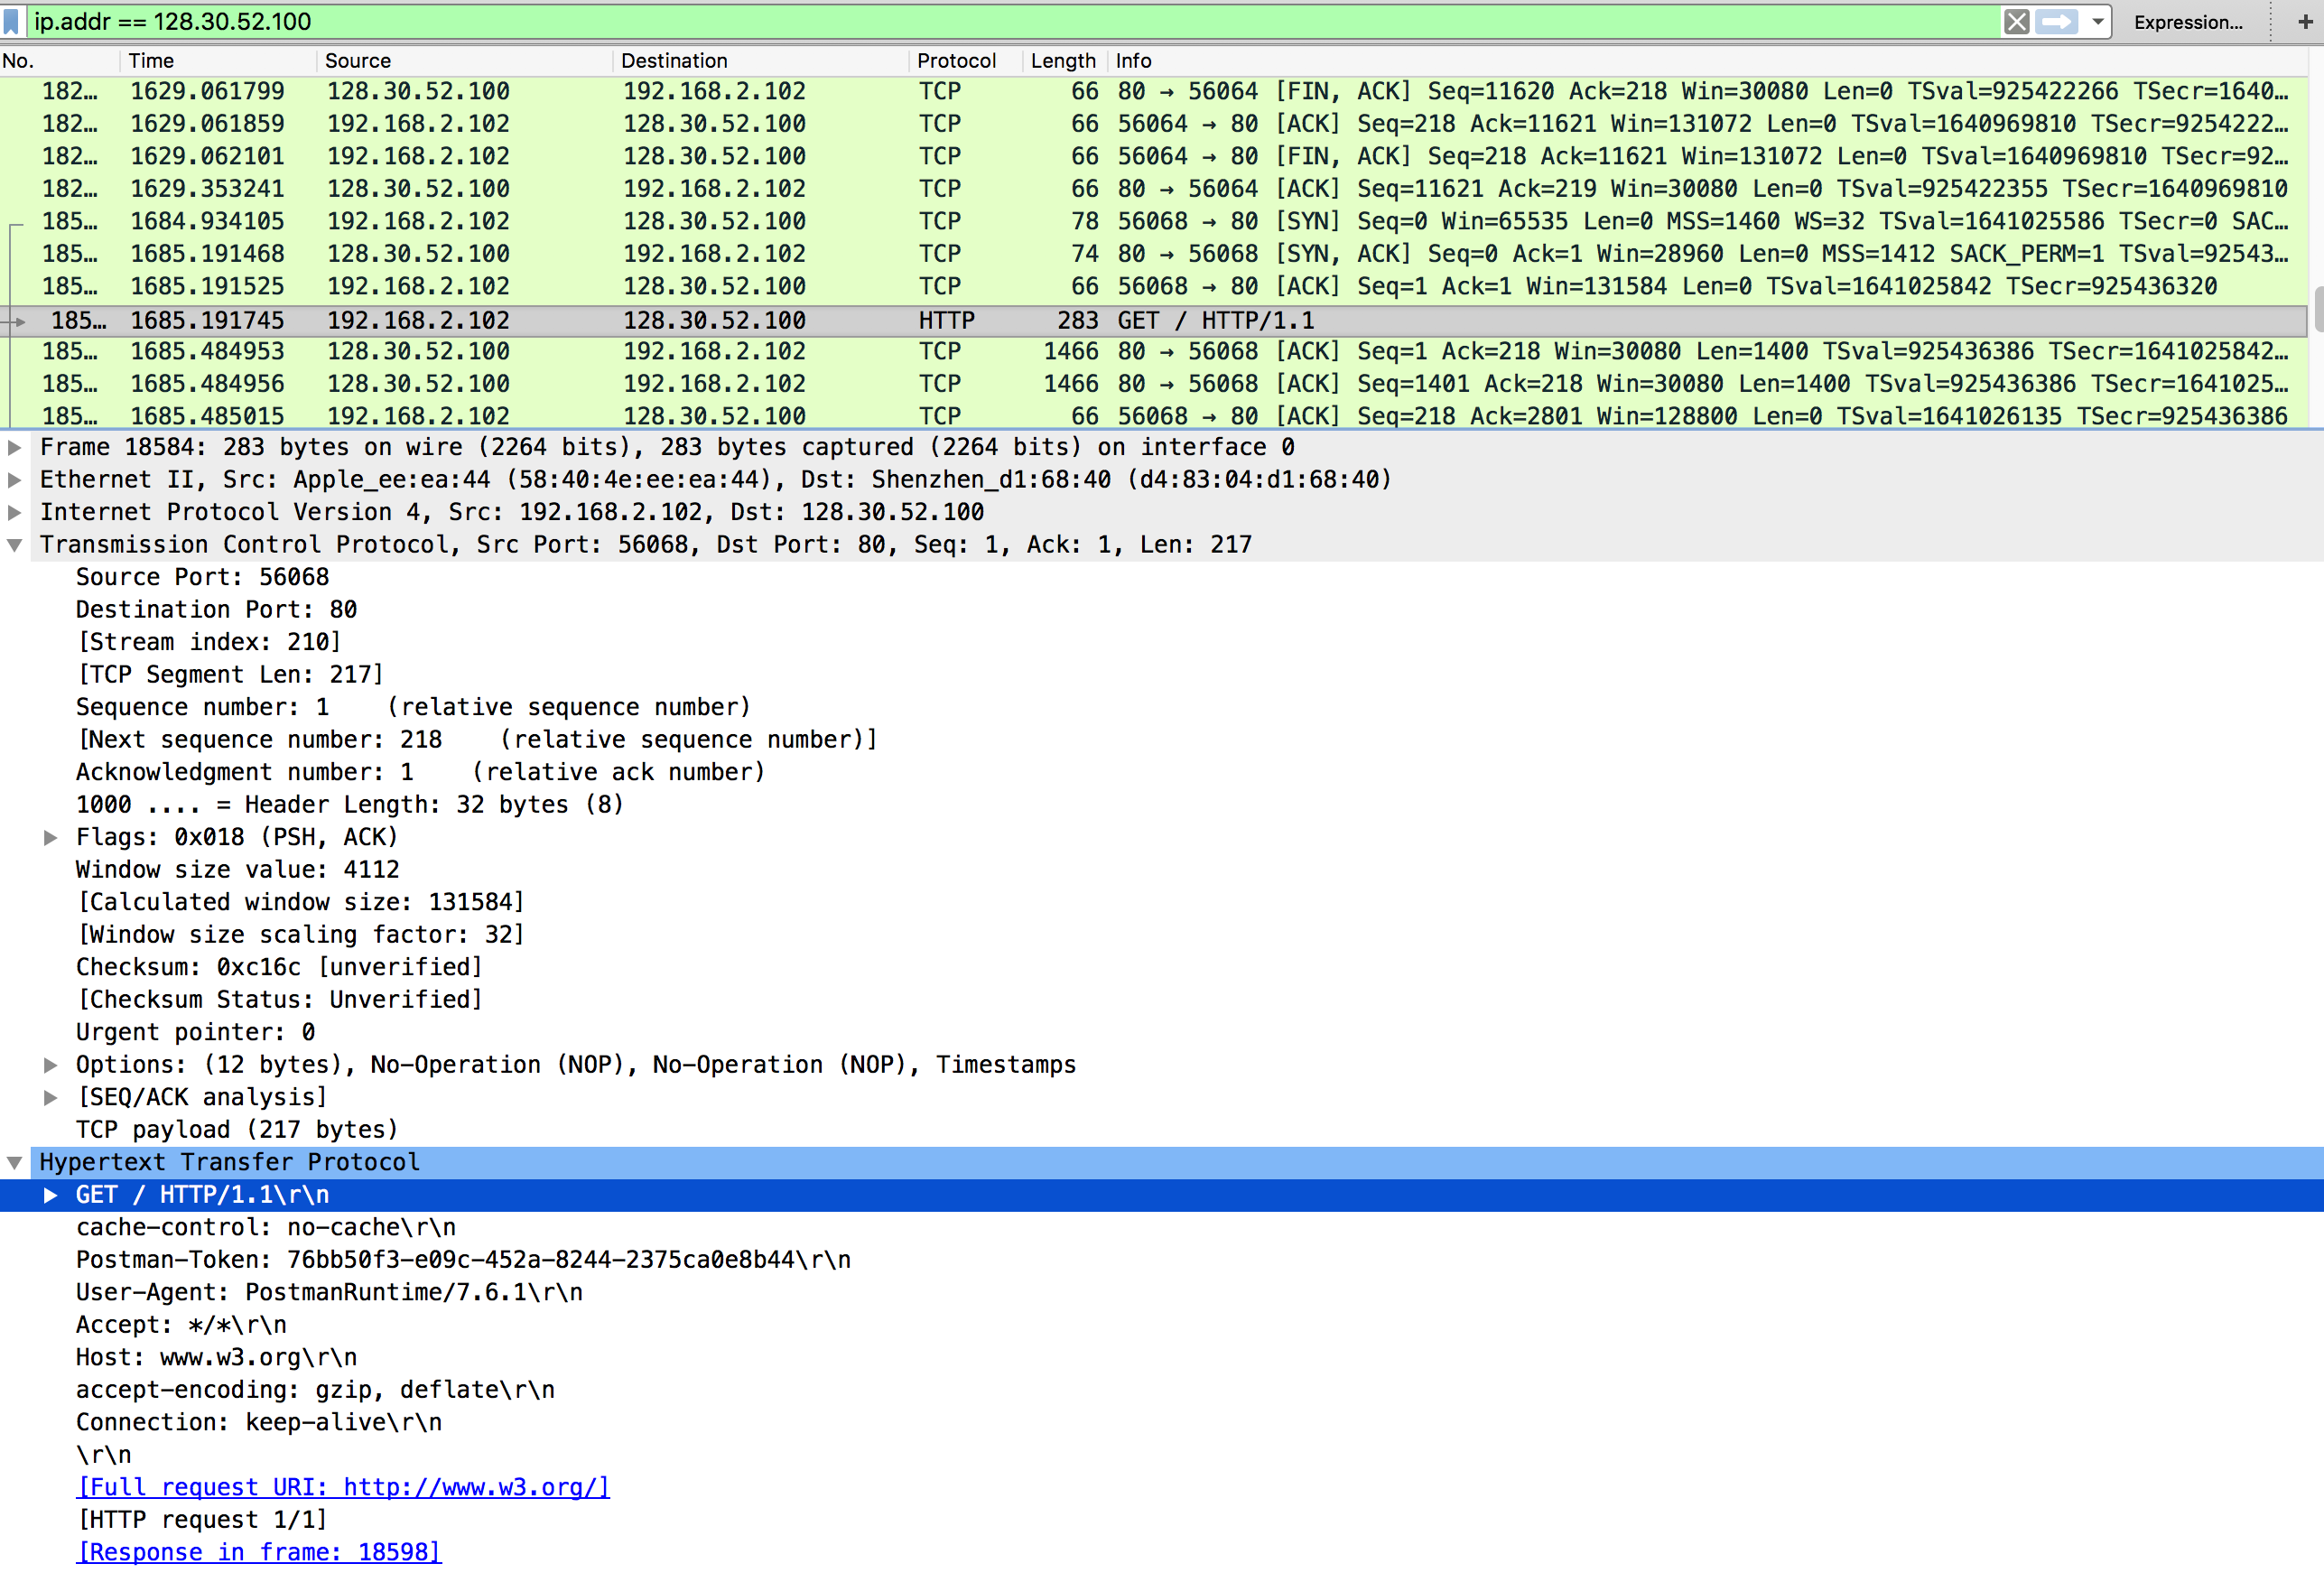 ip.addr == 128.30.52.100 Expression… +
No. Time Source Destination Protocol Length Info
182… 1629.061799 128.30.52.100 192.168.2.102 TCP 66 80 → 56064 [FIN, ACK] Seq=11620 Ack=218 Win=30080 Len=0 TSval=925422266 TSecr=1640…
182… 1629.061859 192.168.2.102 128.30.52.100 TCP 66 56064 → 80 [ACK] Seq=218 Ack=11621 Win=131072 Len=0 TSval=1640969810 TSecr=9254222…
182… 1629.062101 192.168.2.102 128.30.52.100 TCP 66 56064 → 80 [FIN, ACK] Seq=218 Ack=11621 Win=131072 Len=0 TSval=1640969810 TSecr=92…
182… 1629.353241 128.30.52.100 192.168.2.102 TCP 66 80 → 56064 [ACK] Seq=11621 Ack=219 Win=30080 Len=0 TSval=925422355 TSecr=1640969810
185… 1684.934105 192.168.2.102 128.30.52.100 TCP 78 56068 → 80 [SYN] Seq=0 Win=65535 Len=0 MSS=1460 WS=32 TSval=1641025586 TSecr=0 SAC…
185… 1685.191468 128.30.52.100 192.168.2.102 TCP 74 80 → 56068 [SYN, ACK] Seq=0 Ack=1 Win=28960 Len=0 MSS=1412 SACK_PERM=1 TSval=92543…
185… 1685.191525 192.168.2.102 128.30.52.100 TCP 66 56068 → 80 [ACK] Seq=1 Ack=1 Win=131584 Len=0 TSval=1641025842 TSecr=925436320
185… 1685.191745 192.168.2.102 128.30.52.100 HTTP 283 GET / HTTP/1.1
185… 1685.484953 128.30.52.100 192.168.2.102 TCP 1466 80 → 56068 [ACK] Seq=1 Ack=218 Win=30080 Len=1400 TSval=925436386 TSecr=1641025842…
185… 1685.484956 128.30.52.100 192.168.2.102 TCP 1466 80 → 56068 [ACK] Seq=1401 Ack=218 Win=30080 Len=1400 TSval=925436386 TSecr=1641025…
185… 1685.485015 192.168.2.102 128.30.52.100 TCP 66 56068 → 80 [ACK] Seq=218 Ack=2801 Win=128800 Len=0 TSval=1641026135 TSecr=925436386
Frame 18584: 283 bytes on wire (2264 bits), 283 bytes captured (2264 bits) on interface 0
Ethernet II, Src: Apple_ee:ea:44 (58:40:4e:ee:ea:44), Dst: Shenzhen_d1:68:40 (d4:83:04:d1:68:40)
Internet Protocol Version 4, Src: 192.168.2.102, Dst: 128.30.52.100
Transmission Control Protocol, Src Port: 56068, Dst Port: 80, Seq: 1, Ack: 1, Len: 217
Source Port: 56068
Destination Port: 80
[Stream index: 210]
[TCP Segment Len: 217]
Sequence number: 1    (relative sequence number)
[Next sequence number: 218    (relative sequence number)]
Acknowledgment number: 1    (relative ack number)
1000 .... = Header Length: 32 bytes (8)
Flags: 0x018 (PSH, ACK)
Window size value: 4112
[Calculated window size: 131584]
[Window size scaling factor: 32]
Checksum: 0xc16c [unverified]
[Checksum Status: Unverified]
Urgent pointer: 0
Options: (12 bytes), No-Operation (NOP), No-Operation (NOP), Timestamps
[SEQ/ACK analysis]
TCP payload (217 bytes)
Hypertext Transfer Protocol
GET / HTTP/1.1\r\n
cache-control: no-cache\r\n
Postman-Token: 76bb50f3-e09c-452a-8244-2375ca0e8b44\r\n
User-Agent: PostmanRuntime/7.6.1\r\n
Accept: */*\r\n
Host: www.w3.org\r\n
accept-encoding: gzip, deflate\r\n
Connection: keep-alive\r\n
\r\n
[Full request URI: http://www.w3.org/]
[HTTP request 1/1]
[Response in frame: 18598]